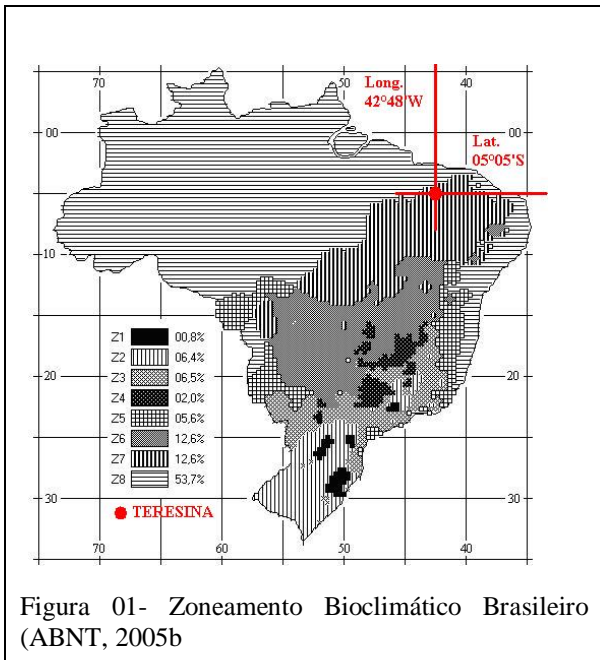 70
50
40
Long.
42°48'W
00
00
Lat.
05°05'S
10
Z1 00,8%
Z2 06,4%
Z3 06,5%
Z4 02,0%
Z5 05,6%
Z6 12,6%
Z7 12,6%
Z8 53,7%
TERESINA
10
20
20
30
30
70
60
50
40
Figura 01- Zoneamento Bioclimático Brasileiro
(ABNT, 2005b